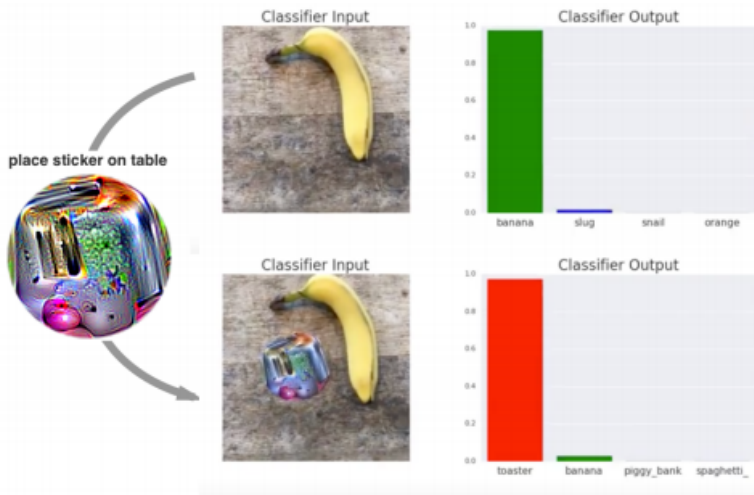 Classifier Input
Classifier Output
1.0
0.8
0.6
0.4
0.2
0.0
banana slug snail orange
place sticker on table
Classifier Input
Classifier Output
1.0
0.8
0.6
0.4
0.2
0.0
toaster banana piggy_bank spaghetti_